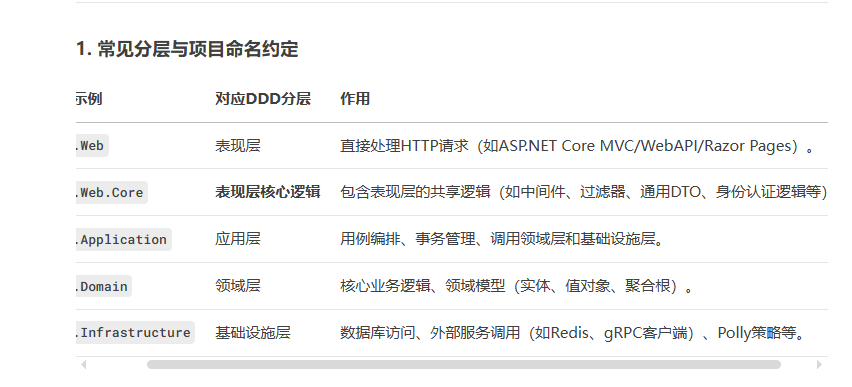 1. 常见分层与项目命名约定
示例 对应DDD分层 作用
.Web 表现层 直接处理HTTP请求（如ASP.NET Core MVC/WebAPI/Razor Pages）。
.Web.Core 表现层核心逻辑 包含表现层的共享逻辑（如中间件、过滤器、通用DTO、身份认证逻辑等）
.Application 应用层 用例编排、事务管理、调用领域层和基础设施层。
.Domain 领域层 核心业务逻辑、领域模型（实体、值对象、聚合根）。
.Infrastructure 基础设施层 数据库访问、外部服务调用（如Redis、gRPC客户端）、Polly策略等。